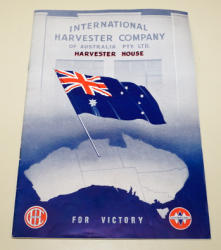 INTERNATIONAL
HARVESTER COMPANY
OF AUSTRALIA PTY. LTD.
HARVESTER HOUSE
FOR VICTORY